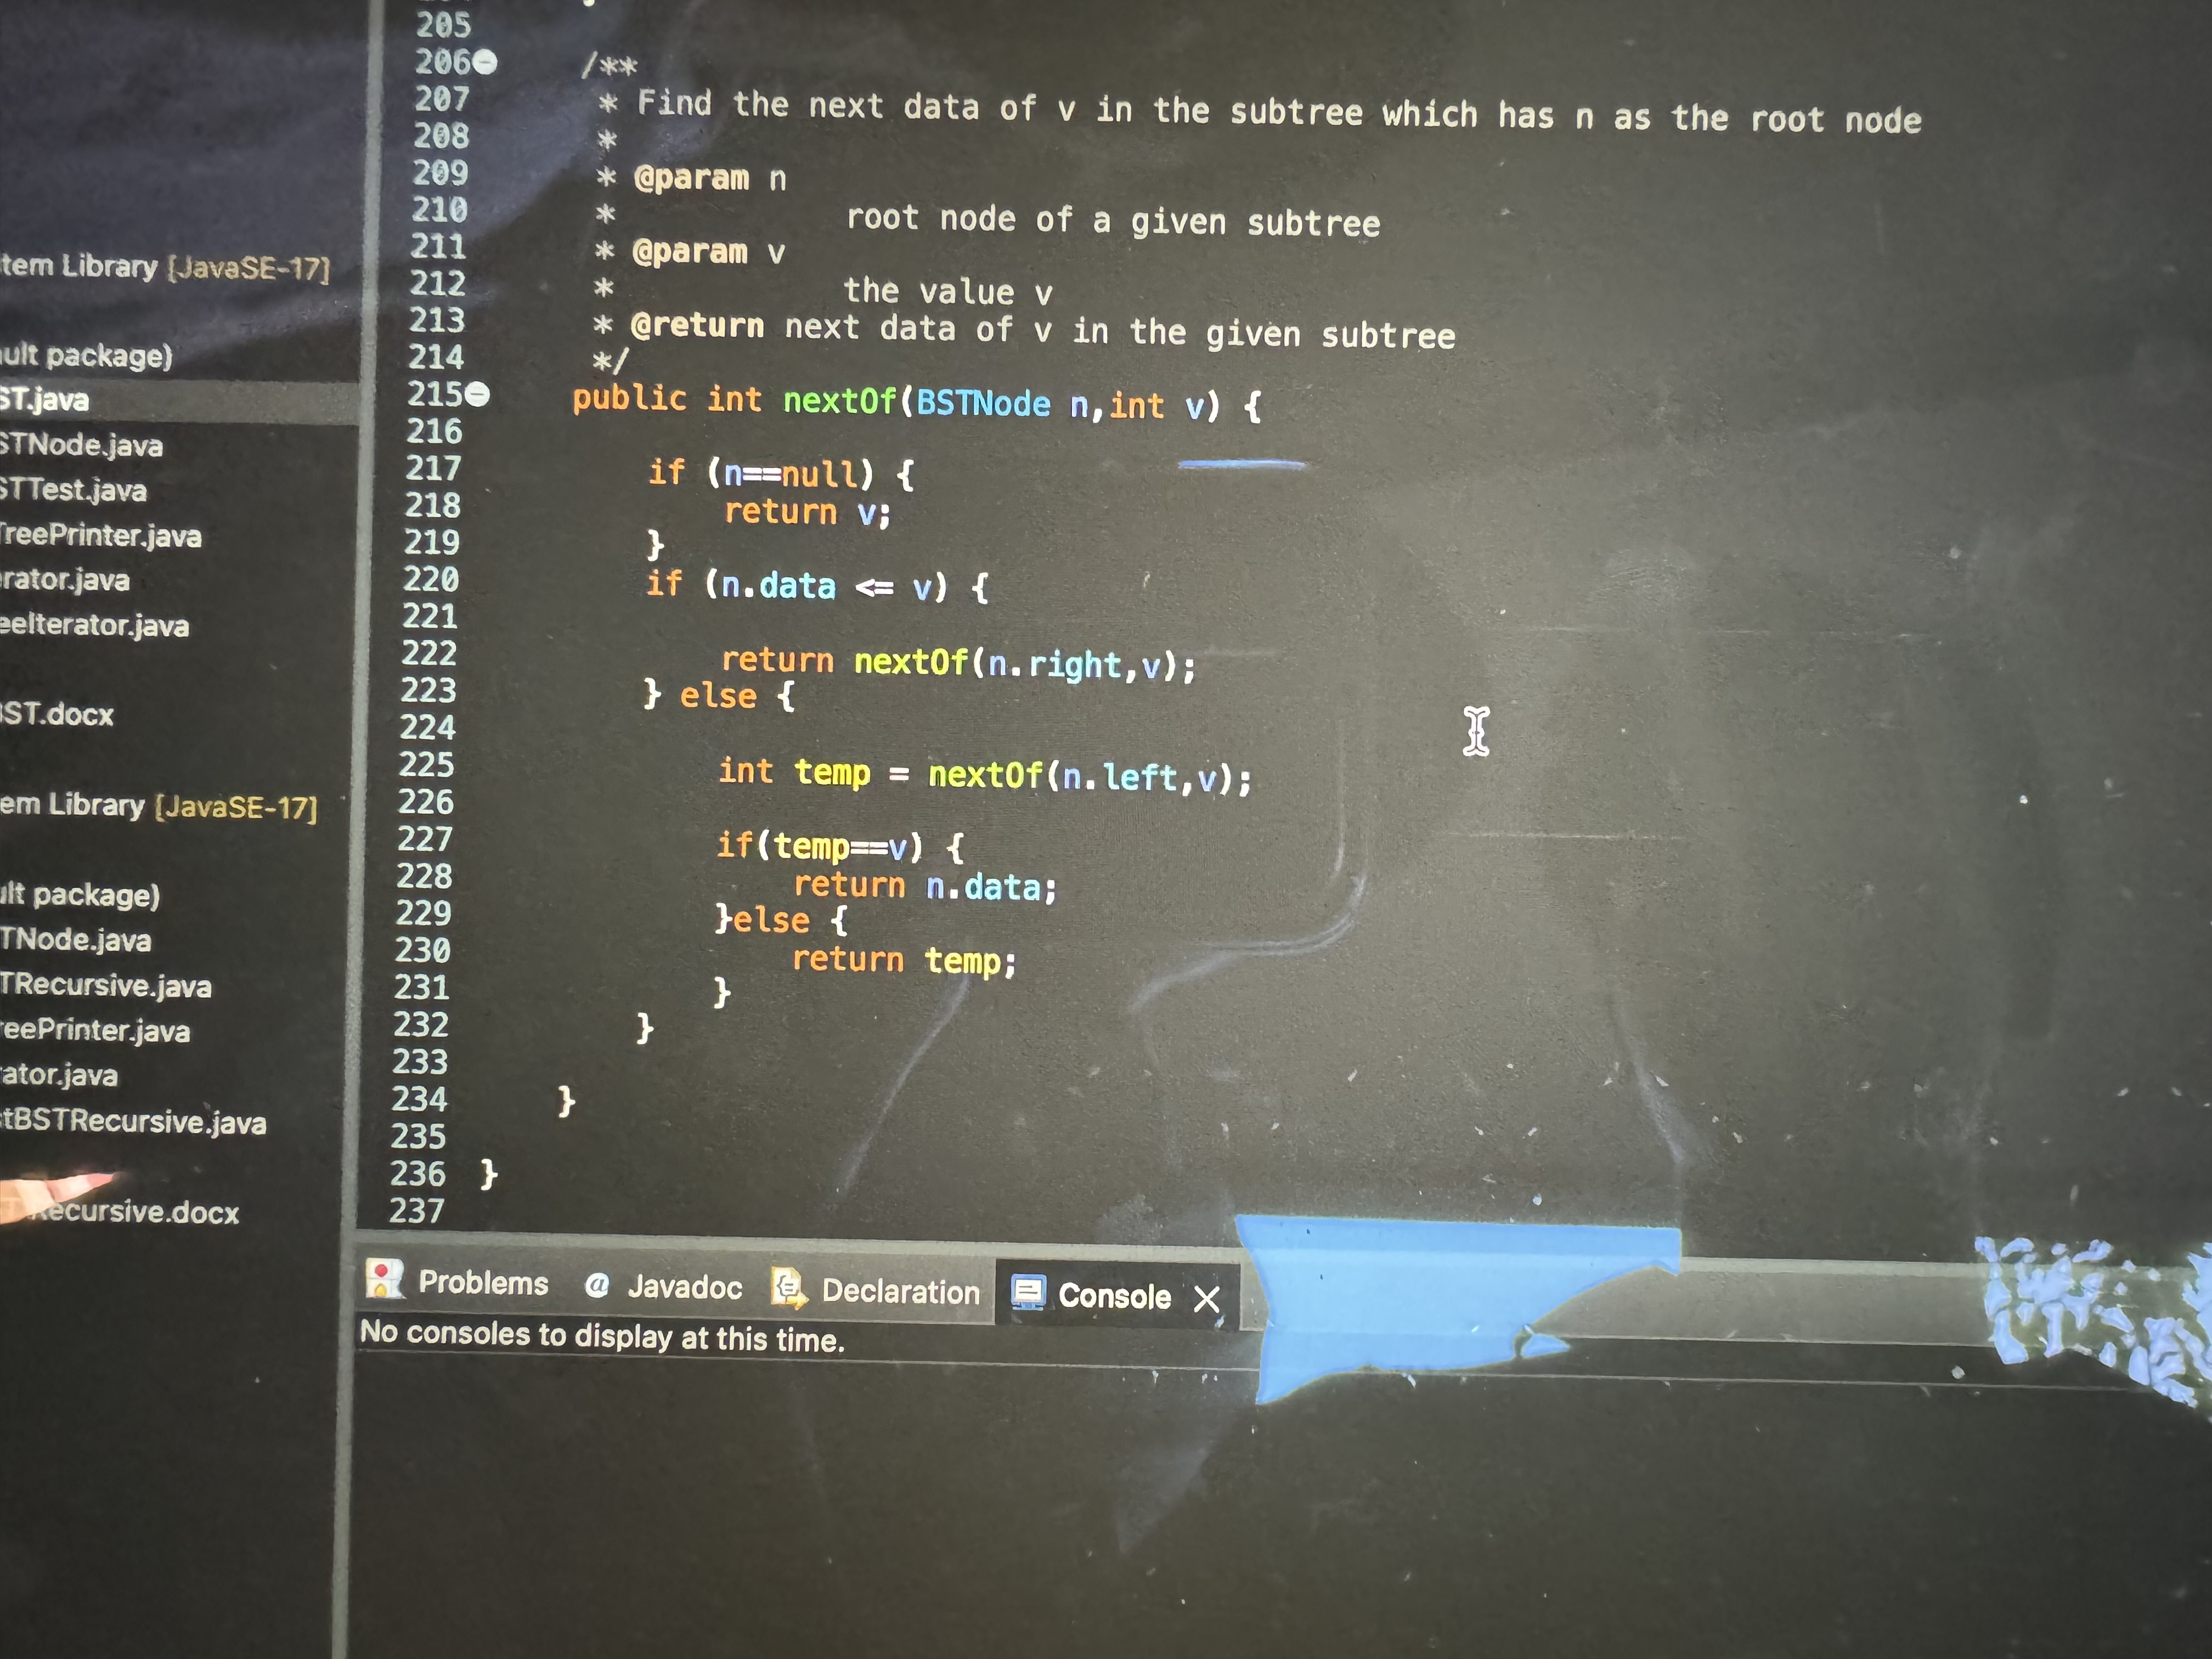 tem Library [JavaSE-17]
ult package)
ST.java
STNode.java
STTest.java
reePrinter.java
rator.java
eeIterator.java
ST.docx
em Library [JavaSE-17]
ult package)
TNode.java
TRecursive.java
reePrinter.java
ator.java
tBSTRecursive.java
ecursive.docx
205
206 /**
207 * Find the next data of v in the subtree which has n as the root node
208 *
209 * @param n
210 * root node of a given subtree
211 * @param v
212 * the value v
213 * @return next data of v in the given subtree
214 */
215 public int nextOf(BSTNode n,int v) {
216
217 if (n==null) {
218 return v;
219 }
220 if (n.data <= v) {
221
222 return nextOf(n.right,v);
223 } else {
224
225 int temp = nextOf(n.left,v);
226
227 if(temp==v) {
228 return n.data;
229 }else {
230 return temp;
231 }
232 }
233
234 }
235
236 }
237
Problems @ Javadoc Declaration Console X
No consoles to display at this time.